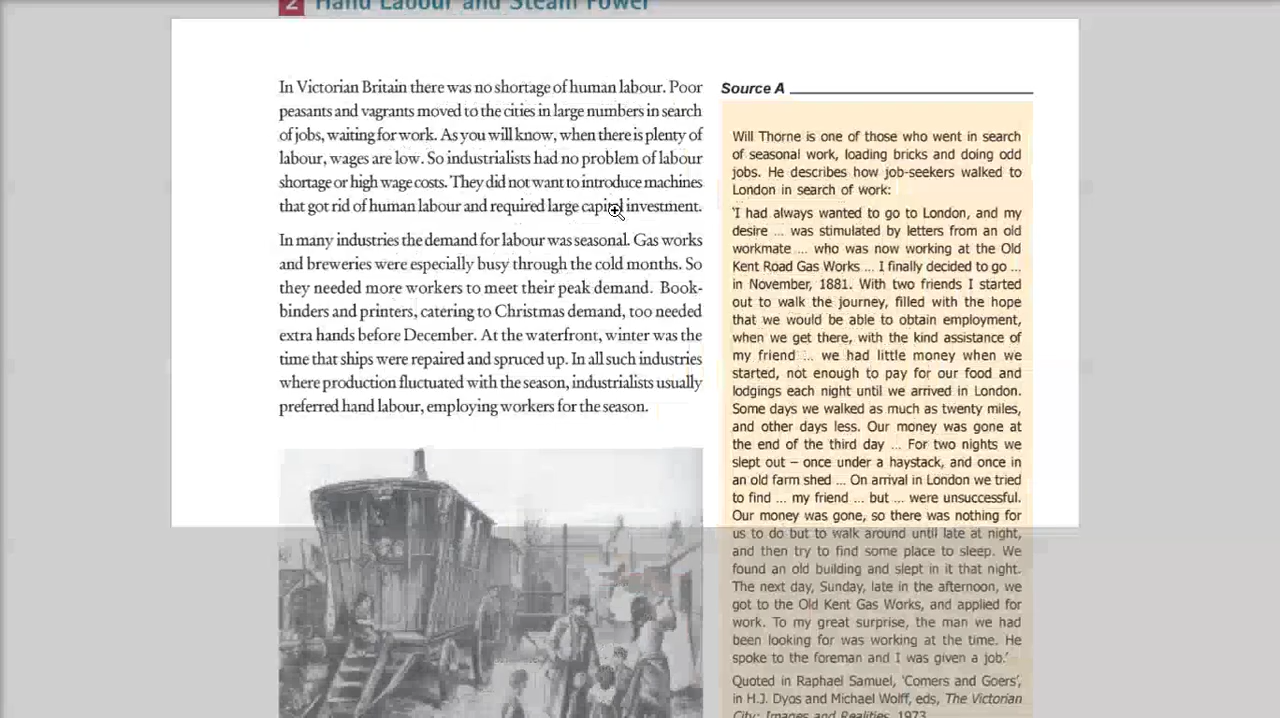 2 Hand Labour and Steam Power
In Victorian Britain there was no shortage of human labour. Poor
peasants and vagrants moved to the cities in large numbers in search
of jobs, waiting for work. As you will know, when there is plenty of
labour, wages are low. So industrialists had no problem of labour
shortage or high wage costs. They did not want to introduce machines
that got rid of human labour and required large capital investment.
In many industries the demand for labour was seasonal. Gas works
and breweries were especially busy through the cold months. So
they needed more workers to meet their peak demand. Book-
binders and printers, catering to Christmas demand, too needed
extra hands before December. At the waterfront, winter was the
time that ships were repaired and spruced up. In all such industries
where production fluctuated with the season, industrialists usually
preferred hand labour, employing workers for the season.
Source A
Will Thorne is one of those who went in search
of seasonal work, loading bricks and doing odd
jobs. He describes how job-seekers walked to
London in search of work:
'I had always wanted to go to London, and my
desire … was stimulated by letters from an old
workmate … who was now working at the Old
Kent Road Gas Works … I finally decided to go …
in November, 1881. With two friends I started
out to walk the journey, filled with the hope
that we would be able to obtain employment,
when we get there, with the kind assistance of
my friend … we had little money when we
started, not enough to pay for our food and
lodgings each night until we arrived in London.
Some days we walked as much as twenty miles,
and other days less. Our money was gone at
the end of the third day … For two nights we
slept out – once under a haystack, and once in
an old farm shed … On arrival in London we tried
to find … my friend … but … were unsuccessful.
Our money was gone, so there was nothing for
us to do but to walk around until late at night,
and then try to find some place to sleep. We
found an old building and slept in it that night.
The next day, Sunday, late in the afternoon, we
got to the Old Kent Gas Works, and applied for
work. To my great surprise, the man we had
been looking for was working at the time. He
spoke to the foreman and I was given a job.'
Quoted in Raphael Samuel, 'Comers and Goers',
in H.J. Dyos and Michael Wolff, eds, The Victorian
City: Images and Realities, 1973